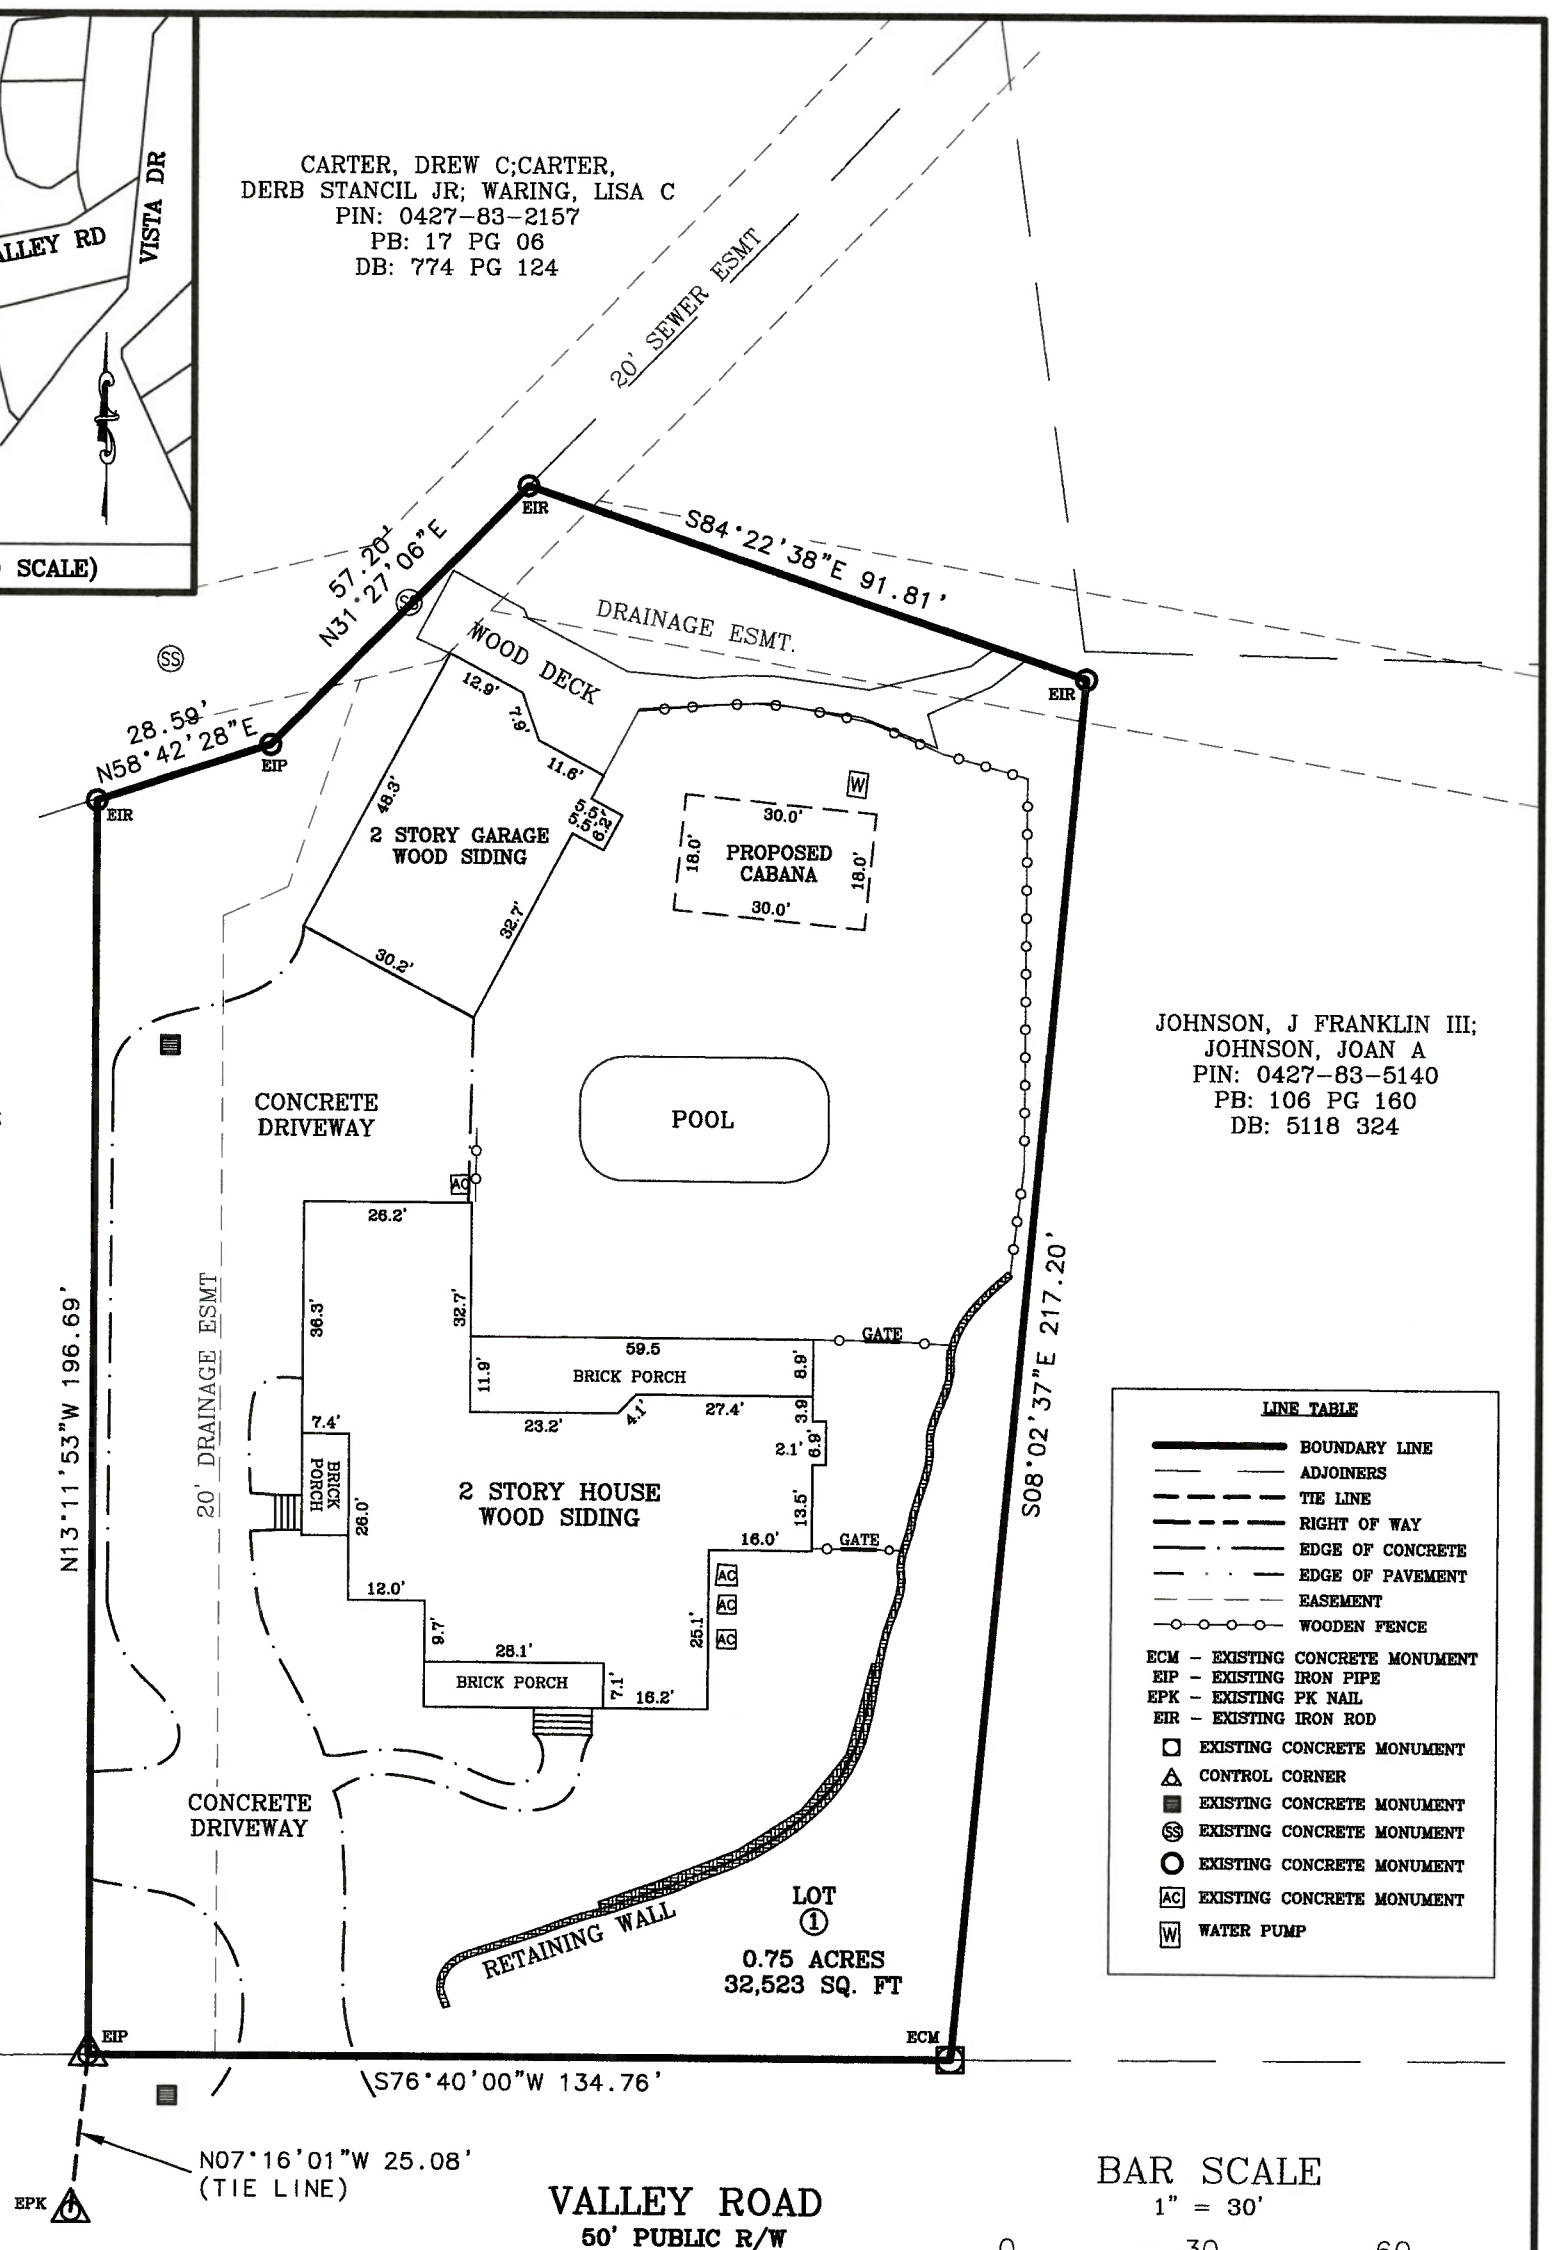 VISTA DR
ALLEY RD
SCALE)
CARTER, DREW C;CARTER,
DERB STANCIL JR; WARING, LISA C
PIN: 0427-83-2157
PB: 17 PG 06
DB: 774 PG 124
20' SEWER ESMT
EIR
57.20'
N31°27'06"E
SS
S84°22'38"E 91.81'
DRAINAGE ESMT.
WOOD DECK
SS
28.59'
N58°42'28"E
EIP
EIR
EIR
12.9'
7.9'
11.6'
48.3'
5.5'
5.5'
6.2'
2 STORY GARAGE
WOOD SIDING
32.7'
30.2'
W
30.0'
18.0'
PROPOSED
CABANA
18.0'
30.0'
JOHNSON, J FRANKLIN III;
JOHNSON, JOAN A
PIN: 0427-83-5140
PB: 106 PG 160
DB: 5118 324
CONCRETE
DRIVEWAY
POOL
AC
26.2'
36.3'
32.7'
N13°11'53"W 196.69'
20' DRAINAGE ESMT
S08°02'37"E 217.20'
GATE
59.5
BRICK PORCH
11.9'
8.9'
23.2'
4.1'
27.4'
3.9
2.1'
6.9'
7.4'
BRICK
PORCH
26.0'
2 STORY HOUSE
WOOD SIDING
13.5'
16.0'
GATE
AC
AC
AC
12.0'
9.7'
28.1'
25.1'
BRICK PORCH
7.1'
16.2'
CONCRETE
DRIVEWAY
RETAINING WALL
LOT
1
0.75 ACRES
32,523 SQ. FT
LINE TABLE
BOUNDARY LINE
ADJOINERS
TIE LINE
RIGHT OF WAY
EDGE OF CONCRETE
EDGE OF PAVEMENT
EASEMENT
WOODEN FENCE
ECM - EXISTING CONCRETE MONUMENT
EIP - EXISTING IRON PIPE
EPK - EXISTING PK NAIL
EIR - EXISTING IRON ROD
EXISTING CONCRETE MONUMENT
CONTROL CORNER
EXISTING CONCRETE MONUMENT
SS EXISTING CONCRETE MONUMENT
EXISTING CONCRETE MONUMENT
AC EXISTING CONCRETE MONUMENT
W WATER PUMP
EIP
ECM
S76°40'00"W 134.76'
N07°16'01"W 25.08'
(TIE LINE)
EPK
VALLEY ROAD
50' PUBLIC R/W
BAR SCALE
1" = 30'
0 30 60